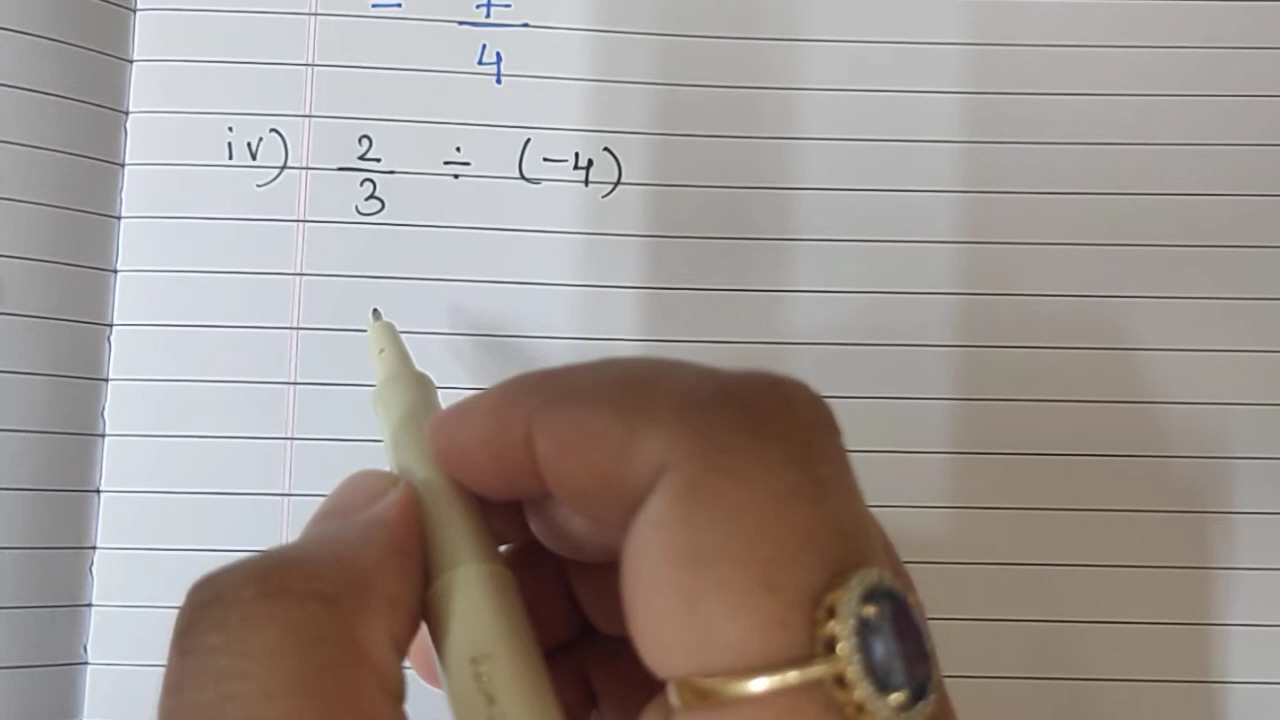 =
4
iv) 2/3 ÷ (-4)